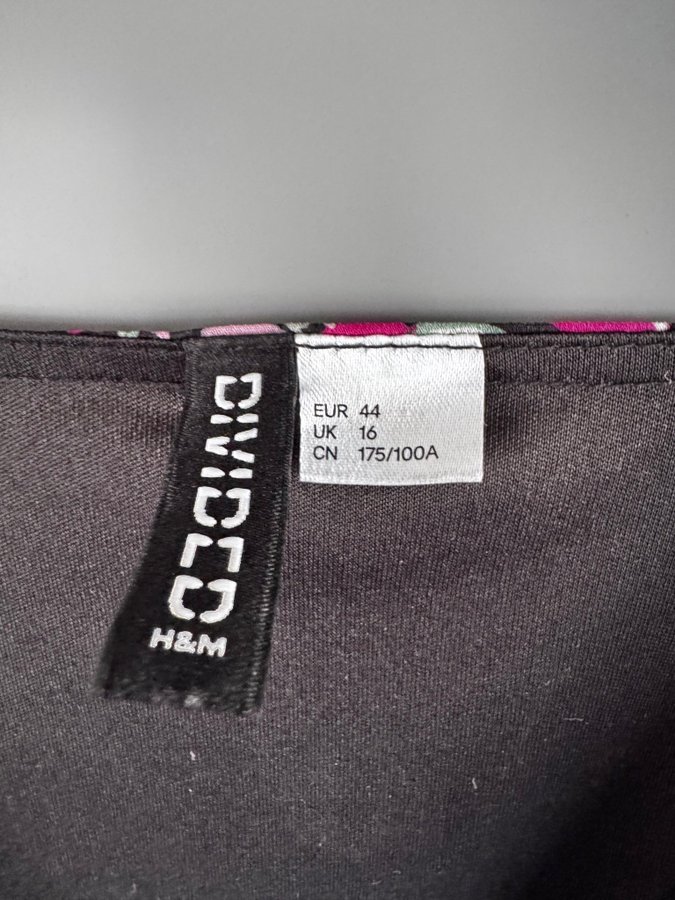 DIVIDED
H&M
EUR 44
UK 16
CN 175/100A